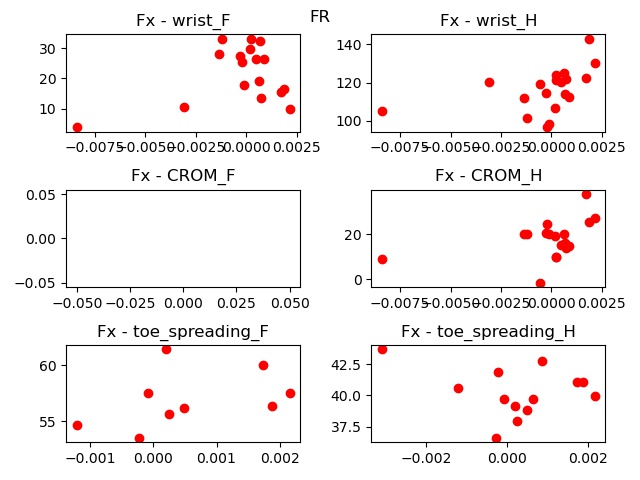 FR
Fx - wrist_F
30
20
10
−0.0075−0.0050−0.0025 0.0000 0.0025
Fx - wrist_H
140
120
100
−0.0075−0.0050−0.0025 0.0000 0.0025
Fx - CROM_F
0.05
0.00
−0.05
−0.050 −0.025 0.000 0.025 0.050
Fx - CROM_H
20
0
−0.0075−0.0050−0.0025 0.0000 0.0025
Fx - toe_spreading_F
60
55
−0.001 0.000 0.001 0.002
Fx - toe_spreading_H
42.5
40.0
37.5
−0.002 0.000 0.002